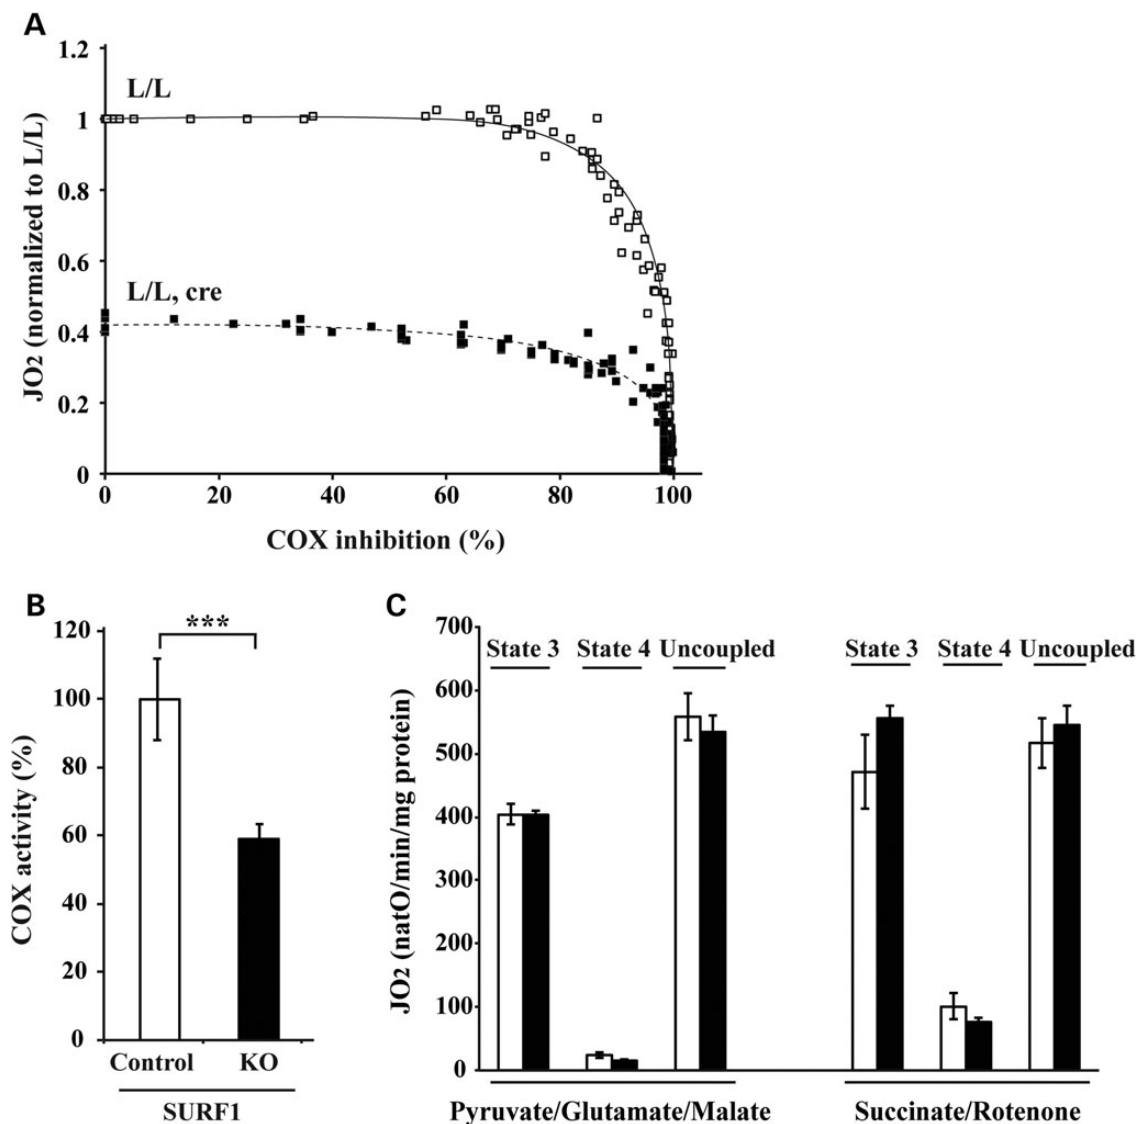 A
1.2
L/L
1
0.8
0.6
L/L, cre
0.4
0.2
0
JO2 (normalized to L/L)
0 20 40 60 80 100
COX inhibition (%)
B
***
120
100
80
60
40
20
0
COX activity (%)
Control KO
SURF1
C
700
State 3 State 4 Uncoupled State 3 State 4 Uncoupled
600
500
400
300
200
100
0
JO2 (natO/min/mg protein)
Pyruvate/Glutamate/Malate Succinate/Rotenone